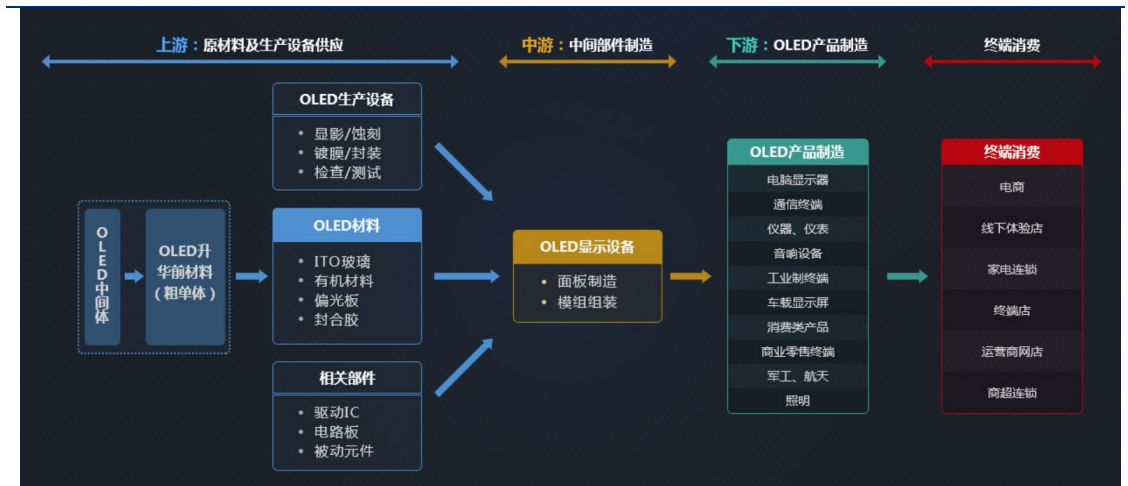 上游：原材料及生产设备供应
中游：中间部件制造
下游：OLED产品制造
终端消费
OLED中间体
OLED升
华前材料
（粗单体）
OLED生产设备
• 显影/蚀刻
• 镀膜/封装
• 检查/测试
OLED材料
• ITO玻璃
• 有机材料
• 偏光板
• 封合胶
相关部件
• 驱动IC
• 电路板
• 被动元件
OLED显示设备
• 面板制造
• 模组组装
OLED产品制造
电脑显示器
通信终端
仪器、仪表
音响设备
工业制终端
车载显示屏
消费类产品
商业零售终端
军工、航天
照明
终端消费
电商
线下体验店
家电连锁
终端店
运营商网店
商超连锁